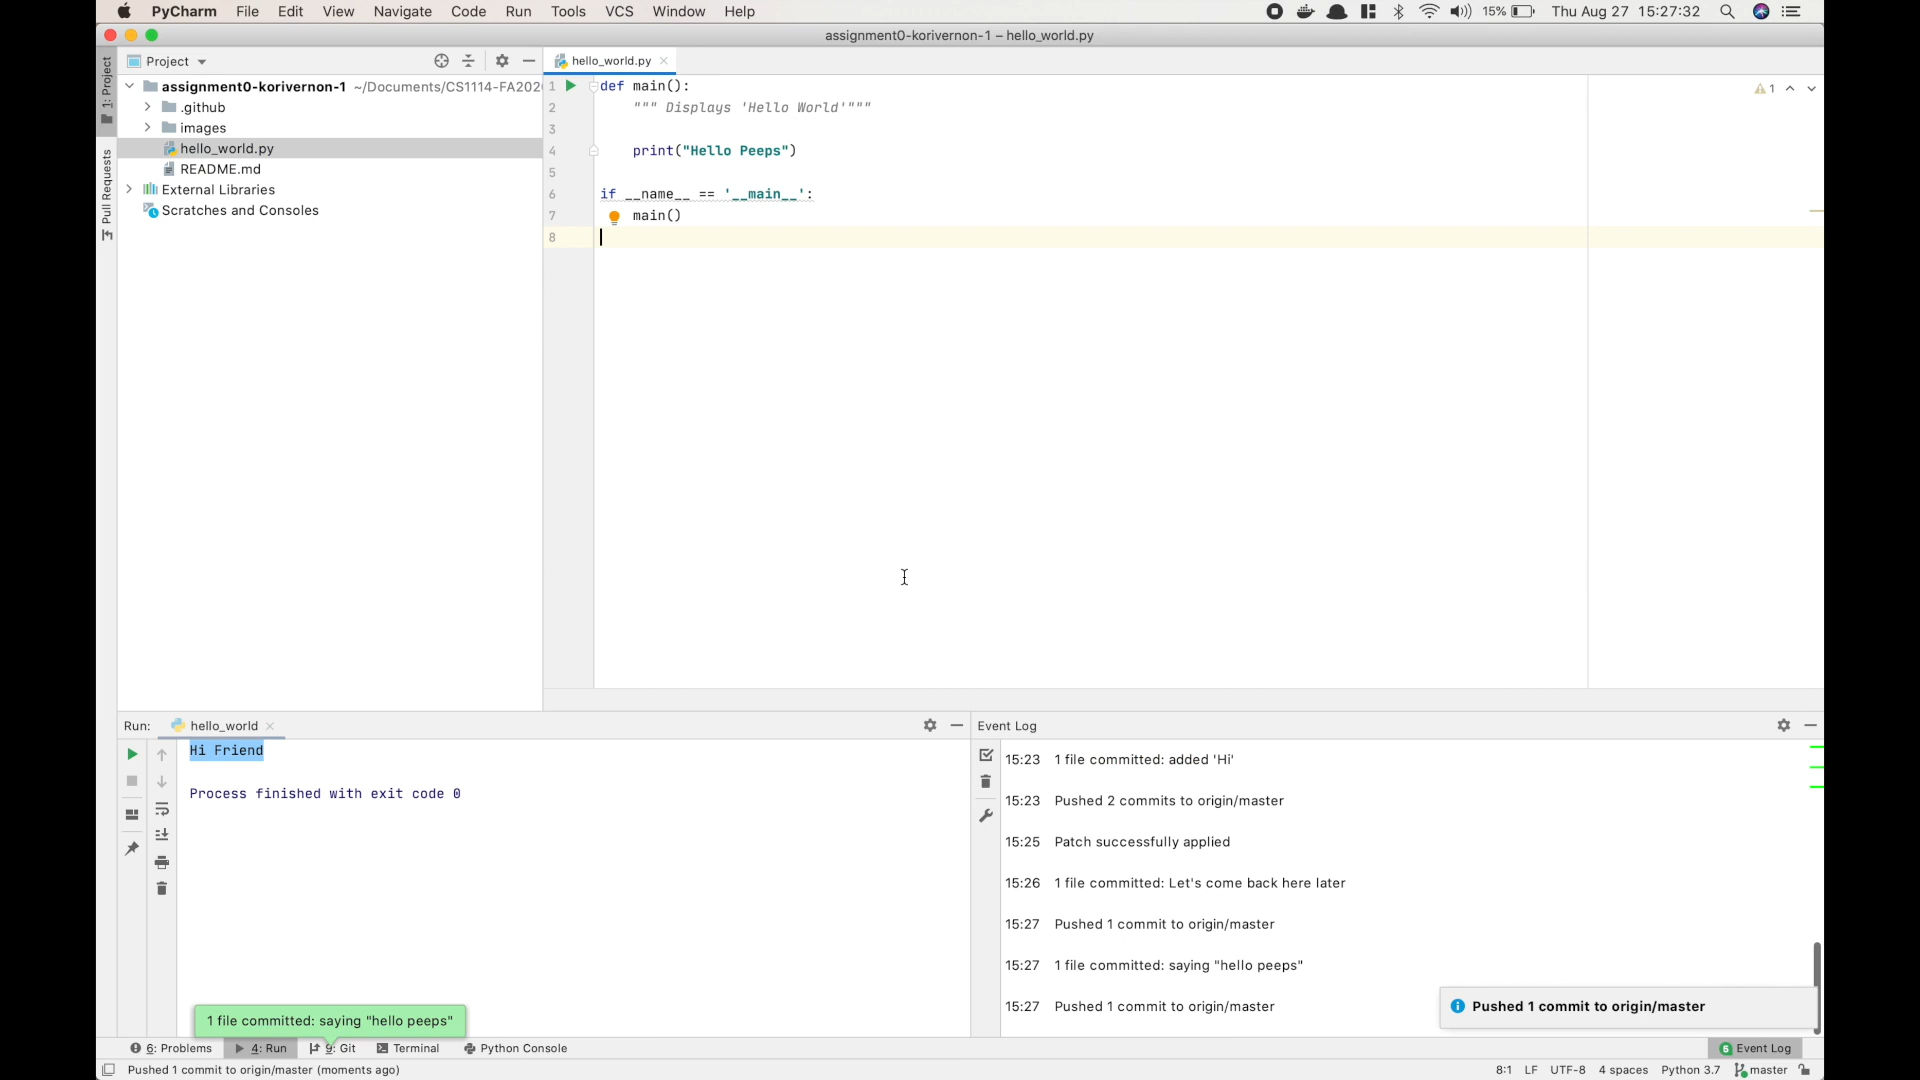 PyCharm File Edit View Navigate Code Run Tools VCS Window Help 15% Thu Aug 27 15:27:32
assignment0-korivernon-1 – hello_world.py
1: Project
Pull Requests
Project
assignment0-korivernon-1 ~/Documents/CS1114-FA202
.github
images
hello_world.py
README.md
External Libraries
Scratches and Consoles
hello_world.py
1 def main():
2 """ Displays 'Hello World'"""
3
4 print("Hello Peeps")
5
6 if __name__ == '__main__':
7 main()
8
1
Run: hello_world
Hi Friend
Process finished with exit code 0
Event Log
15:23 1 file committed: added 'Hi'
15:23 Pushed 2 commits to origin/master
15:25 Patch successfully applied
15:26 1 file committed: Let's come back here later
15:27 Pushed 1 commit to origin/master
15:27 1 file committed: saying "hello peeps"
15:27 Pushed 1 commit to origin/master
Pushed 1 commit to origin/master
1 file committed: saying "hello peeps"
6: Problems 4: Run 9: Git Terminal Python Console 5 Event Log
Pushed 1 commit to origin/master (moments ago) 8:1 LF UTF-8 4 spaces Python 3.7 master